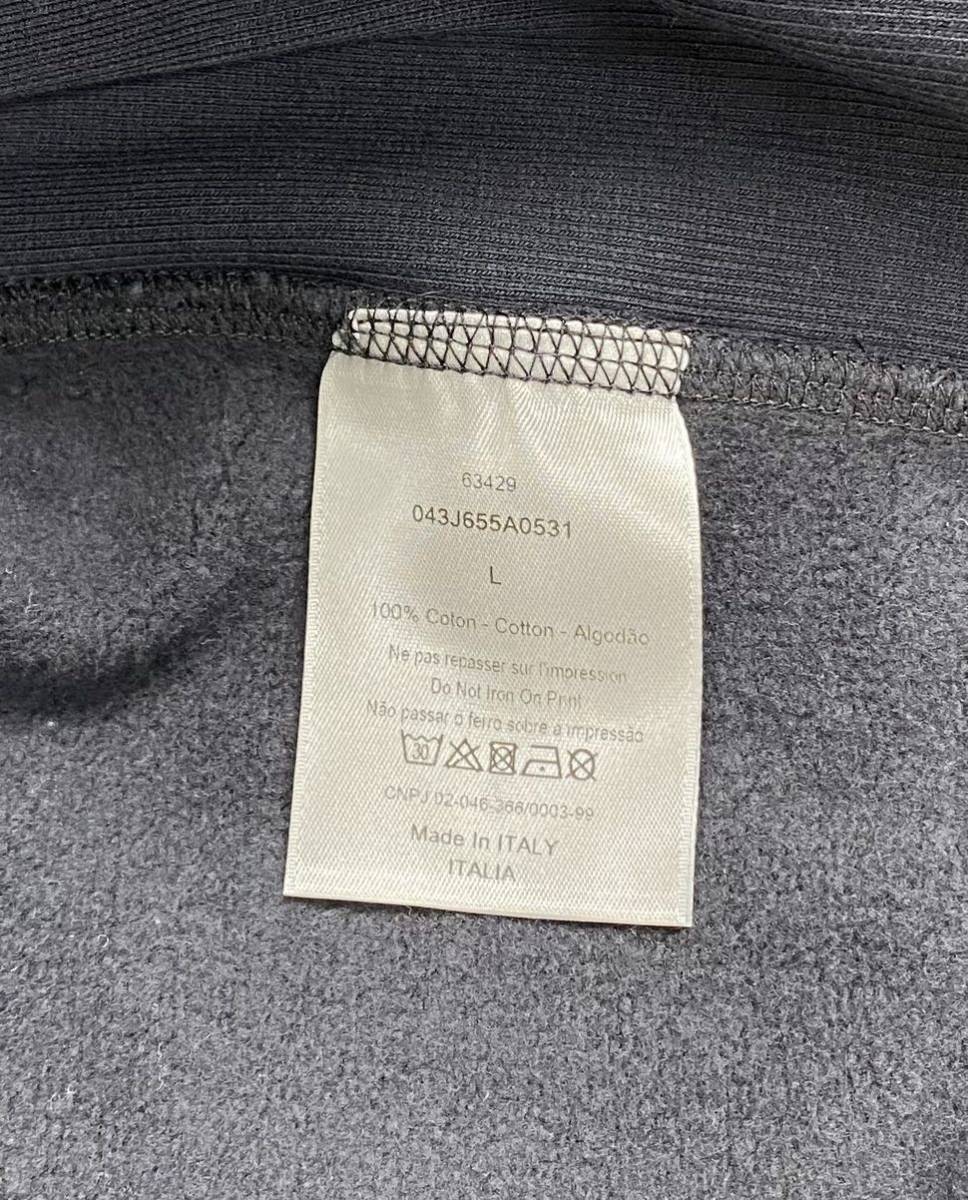 63429
043J655A0531
L
100% Coton - Cotton - Algodão
Ne pas repasser sur l'impression
Do Not Iron On Print
Não passar o ferro sobre a impressão
30
CNPJ 02-046-366/0003-99
Made In ITALY
ITALIA